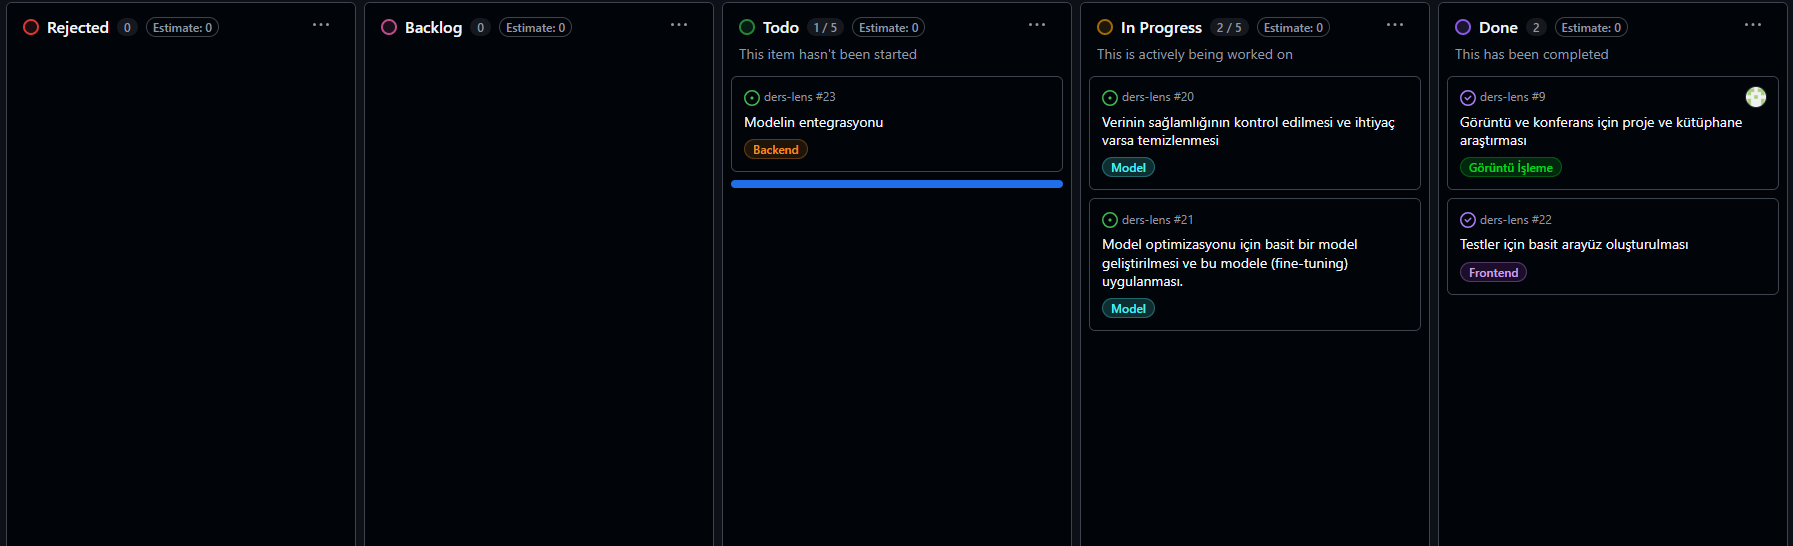 Rejected 0 Estimate: 0
Backlog 0 Estimate: 0
Todo 1 / 5 Estimate: 0
This item hasn't been started
ders-lens #23
Modelin entegrasyonu
Backend
In Progress 2 / 5 Estimate: 0
This is actively being worked on
ders-lens #20
Verinin sağlamlığının kontrol edilmesi ve ihtiyaç
varsa temizlenmesi
Model
ders-lens #21
Model optimizasyonu için basit bir model
geliştirilmesi ve bu modele (fine-tuning)
uygulanması.
Model
Done 2 Estimate: 0
This has been completed
ders-lens #9
Görüntü ve konferans için proje ve kütüphane
araştırması
Görüntü İşleme
ders-lens #22
Testler için basit arayüz oluşturulması
Frontend